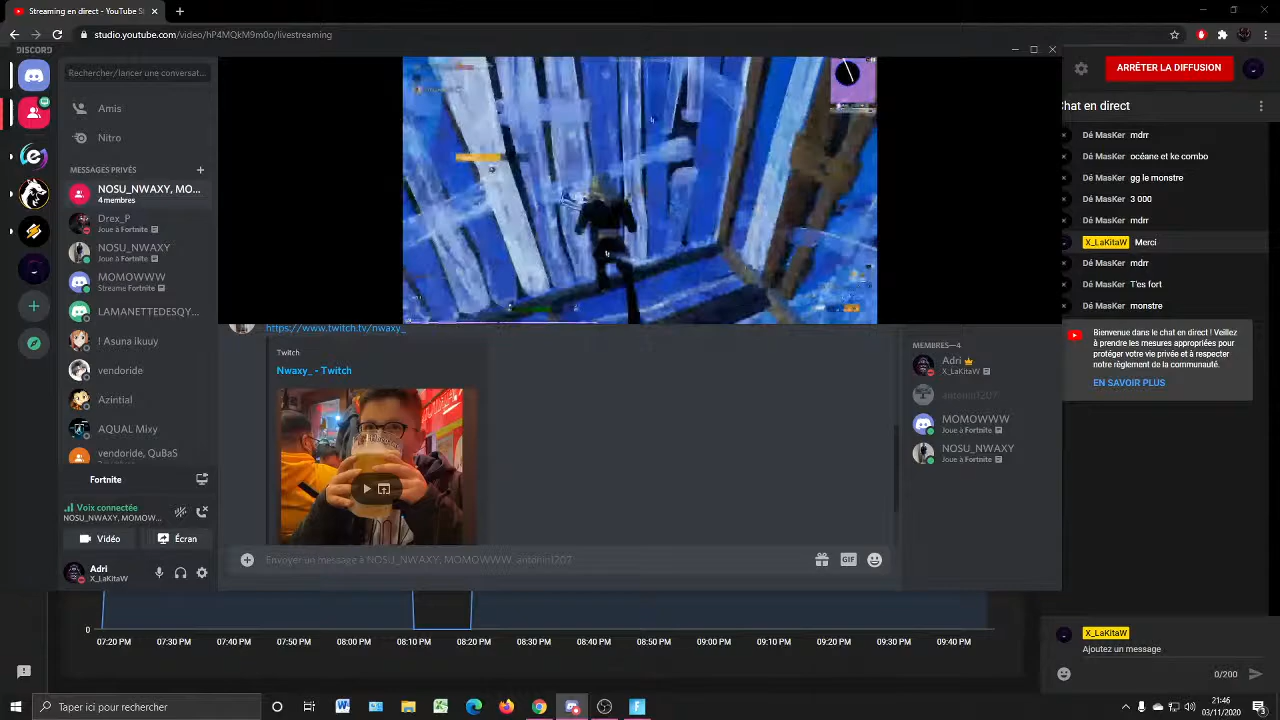 Streaming en direct - YouTube St
studio.youtube.com/video/hP4MQkM9m0o/livestreaming
DISCORD
Rechercher/lancer une conversat...
Amis
Nitro
MESSAGES PRIVÉS
NOSU_NWAXY, MO...
4 membres
Drex_P
Joue à Fortnite
NOSU_NWAXY
Joue à Fortnite
MOMOWWW
Streame Fortnite
LAMANETTEDESQY...
! Asuna ikuuy
vendoride
Azintial
AQUAL Mixy
vendoride, QuBaS
Fortnite
Voix connectée
NOSU_NWAXY, MOMOW...
Vidéo
Écran
Adri
X_LaKitaW
https://www.twitch.tv/nwaxy_
Twitch
Nwaxy_ - Twitch
Envoyer un message à NOSU_NWAXY, MOMOWWW, antonin1207
GIF
MEMBRES—4
Adri
X_LaKitaW
antonin1207
MOMOWWW
Joue à Fortnite
NOSU_NWAXY
Joue à Fortnite
ARRÊTER LA DIFFUSION
Chat en direct
Dé MasKer mdrr
Dé MasKer océane et ke combo
Dé MasKer gg le monstre
Dé MasKer 3 000
Dé MasKer mdrr
X_LaKitaW Merci
Dé MasKer mdrr
Dé MasKer T'es fort
Dé MasKer monstre
Bienvenue dans le chat en direct ! Veillez
à prendre les mesures appropriées pour
protéger votre vie privée et à respecter
notre règlement de la communauté.
EN SAVOIR PLUS
X_LaKitaW
Ajoutez un message
0/200
0
07:20 PM 07:30 PM 07:40 PM 07:50 PM 08:00 PM 08:10 PM 08:20 PM 08:30 PM 08:40 PM 08:50 PM 09:00 PM 09:10 PM 09:20 PM 09:30 PM 09:40 PM
Taper ici pour rechercher
21:46
03/11/2020